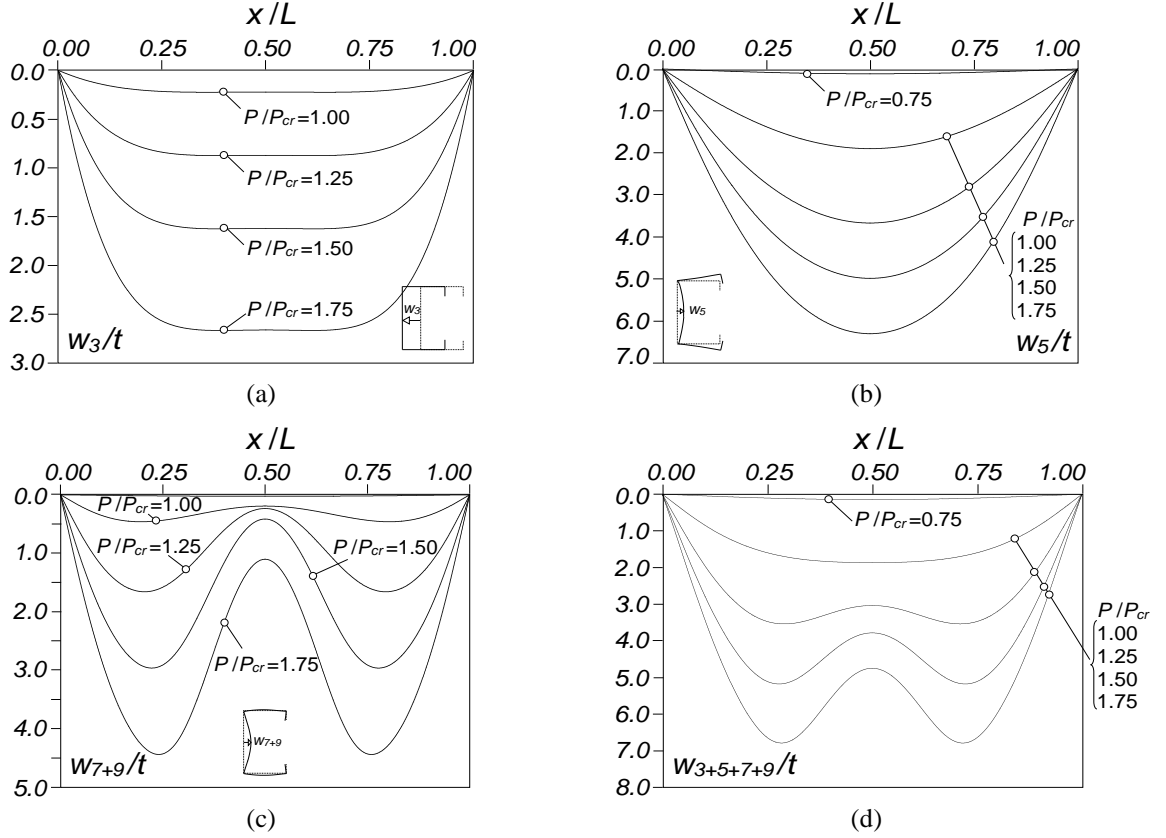 x/L
0.00 0.25 0.50 0.75 1.00
0.0
0.5
1.0
1.5
2.0
2.5
3.0
P/Pcr=1.00
P/Pcr=1.25
P/Pcr=1.50
P/Pcr=1.75
w3
w3/t
(a)
x/L
0.00 0.25 0.50 0.75 1.00
0.0
1.0
2.0
3.0
4.0
5.0
6.0
7.0
P/Pcr=0.75
P/Pcr
1.00
1.25
1.50
1.75
w5
w5/t
(b)
x/L
0.00 0.25 0.50 0.75 1.00
0.0
1.0
2.0
3.0
4.0
5.0
P/Pcr=1.00
P/Pcr=1.25
P/Pcr=1.50
P/Pcr=1.75
w7+9
w7+9/t
(c)
x/L
0.00 0.25 0.50 0.75 1.00
0.0
1.0
2.0
3.0
4.0
5.0
6.0
7.0
8.0
P/Pcr=0.75
P/Pcr
1.00
1.25
1.50
1.75
w3+5+7+9/t
(d)